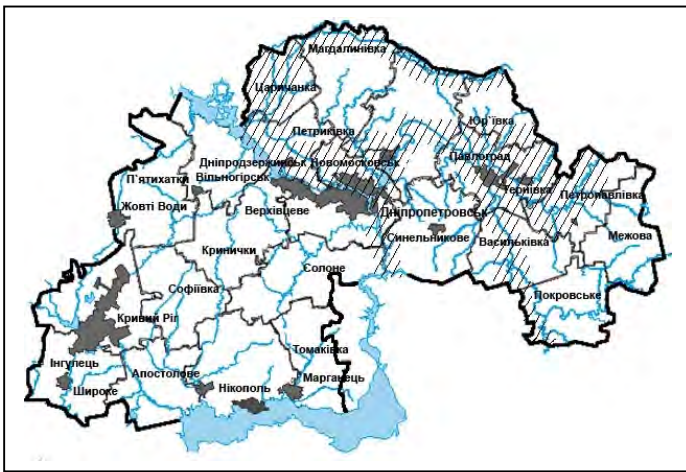 Магдалинівка
Царичанка
Юр`ївка
Петриківка
Павлоград
Дніпродзержинськ Новомосковськ
П`ятихатки
Вільногірськ
Тернівка
Петропавлівка
Жовті Води
Верхівцеве
Дніпропетровськ
Межова
Синельникове
Васильківка
Кринички
Солоне
Софіївка
Покровське
Кривий Ріг
Томаківка
Інгулець
Апостолове
Широке
Нікополь
Марганець